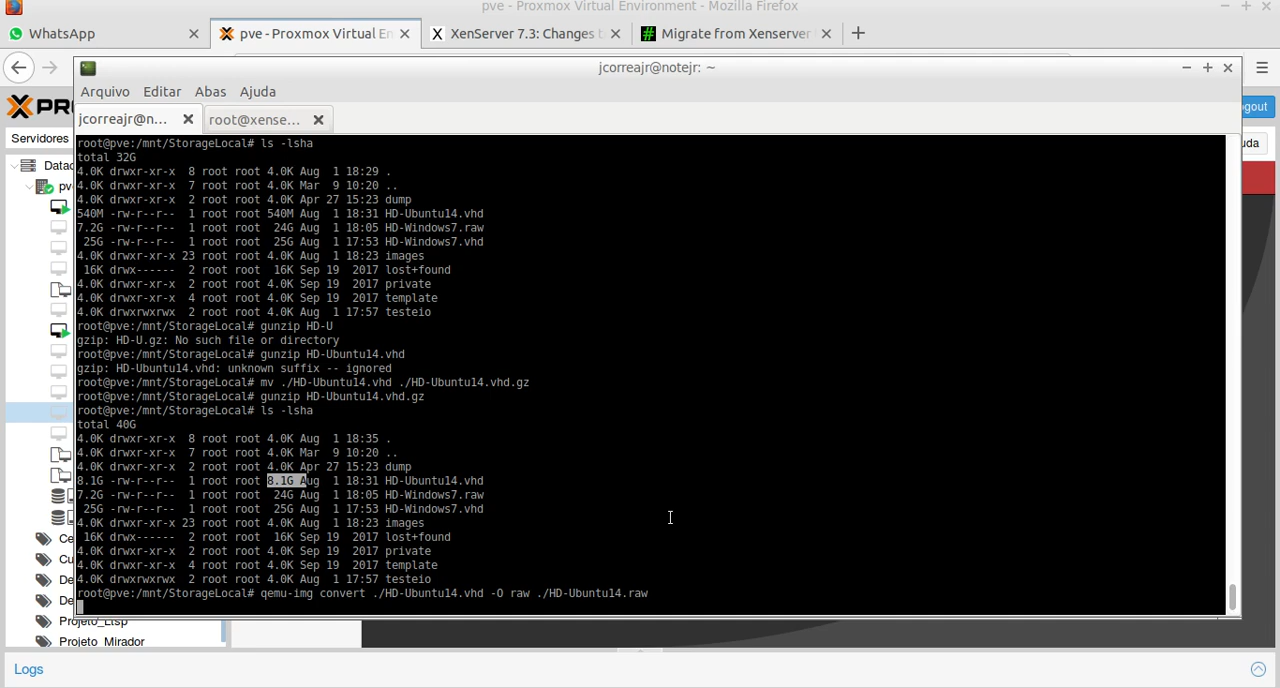 pve - Proxmox Virtual Environment - Mozilla Firefox
WhatsApp
pve - Proxmox Virtual En
XenServer 7.3: Changes t
Migrate from Xenserver
jcorreajr@notejr: ~
Arquivo Editar Abas Ajuda
jcorreajr@n... root@xense...
PRO
gout
Servidores
uda
Datac
pv
root@pve:/mnt/StorageLocal# ls -lsha
total 32G
4.0K drwxr-xr-x 8 root root 4.0K Aug 1 18:29 .
4.0K drwxr-xr-x 7 root root 4.0K Mar 9 10:20 ..
4.0K drwxr-xr-x 2 root root 4.0K Apr 27 15:23 dump
540M -rw-r--r-- 1 root root 540M Aug 1 18:31 HD-Ubuntu14.vhd
7.2G -rw-r--r-- 1 root root 24G Aug 1 18:05 HD-Windows7.raw
25G -rw-r--r-- 1 root root 25G Aug 1 17:53 HD-Windows7.vhd
4.0K drwxr-xr-x 23 root root 4.0K Aug 1 18:23 images
16K drwx------ 2 root root 16K Sep 19 2017 lost+found
4.0K drwxr-xr-x 2 root root 4.0K Sep 19 2017 private
4.0K drwxr-xr-x 4 root root 4.0K Sep 19 2017 template
4.0K drwxrwxrwx 2 root root 4.0K Aug 1 17:57 testeio
root@pve:/mnt/StorageLocal# gunzip HD-U
gzip: HD-U.gz: No such file or directory
root@pve:/mnt/StorageLocal# gunzip HD-Ubuntu14.vhd
gzip: HD-Ubuntu14.vhd: unknown suffix -- ignored
root@pve:/mnt/StorageLocal# mv ./HD-Ubuntu14.vhd ./HD-Ubuntu14.vhd.gz
root@pve:/mnt/StorageLocal# gunzip HD-Ubuntu14.vhd.gz
root@pve:/mnt/StorageLocal# ls -lsha
total 40G
4.0K drwxr-xr-x 8 root root 4.0K Aug 1 18:35 .
4.0K drwxr-xr-x 7 root root 4.0K Mar 9 10:20 ..
4.0K drwxr-xr-x 2 root root 4.0K Apr 27 15:23 dump
8.1G -rw-r--r-- 1 root root 8.1G Aug 1 18:31 HD-Ubuntu14.vhd
7.2G -rw-r--r-- 1 root root 24G Aug 1 18:05 HD-Windows7.raw
25G -rw-r--r-- 1 root root 25G Aug 1 17:53 HD-Windows7.vhd
4.0K drwxr-xr-x 23 root root 4.0K Aug 1 18:23 images
16K drwx------ 2 root root 16K Sep 19 2017 lost+found
4.0K drwxr-xr-x 2 root root 4.0K Sep 19 2017 private
4.0K drwxr-xr-x 4 root root 4.0K Sep 19 2017 template
4.0K drwxrwxrwx 2 root root 4.0K Aug 1 17:57 testeio
root@pve:/mnt/StorageLocal# qemu-img convert ./HD-Ubuntu14.vhd -O raw ./HD-Ubuntu14.raw
Ce
Cu
De
De
Projeto_Ltsp
Projeto_Mirador
Logs